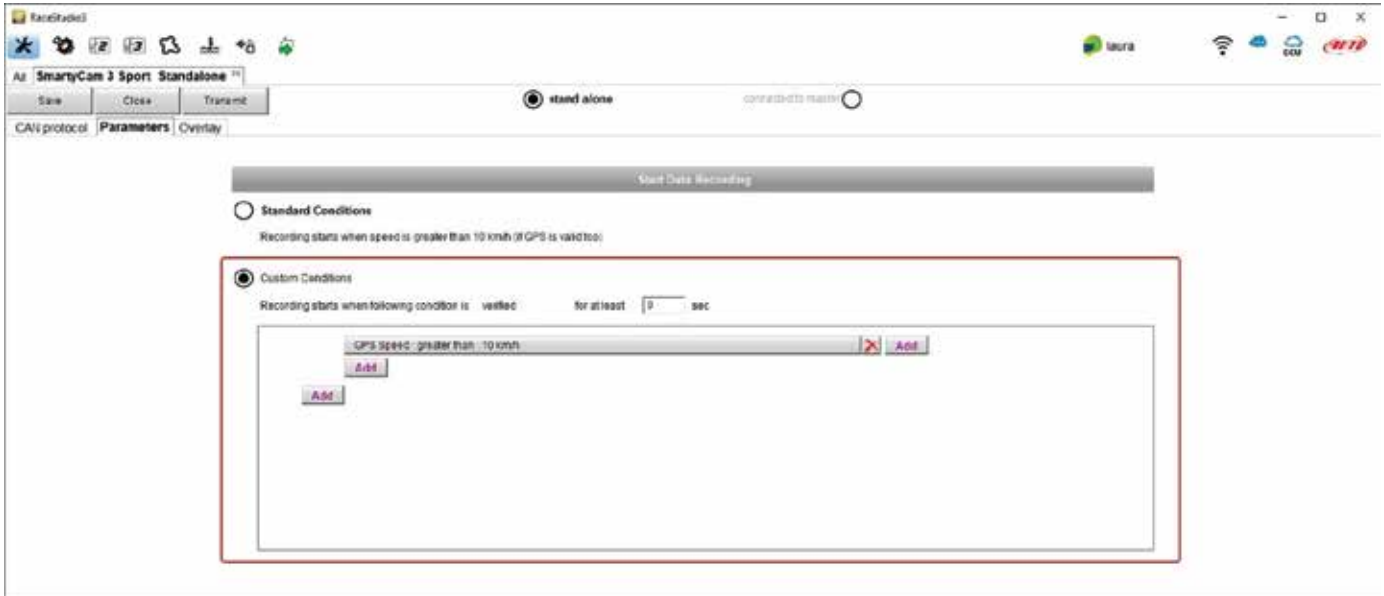 RaceStudio3
laura
CCU
All SmartyCam 3 Sport Standalone
Save Close Transmit stand alone connected to master
CAN protocol Parameters Overlay
Start Data Recording
Standard Conditions
Recording starts when speed is greater than 10 km/h (if GPS is valid too)
Custom Conditions
Recording starts when following condition is verified for at least sec
GPS Speed greater than 10 km/h Add
Add
Add